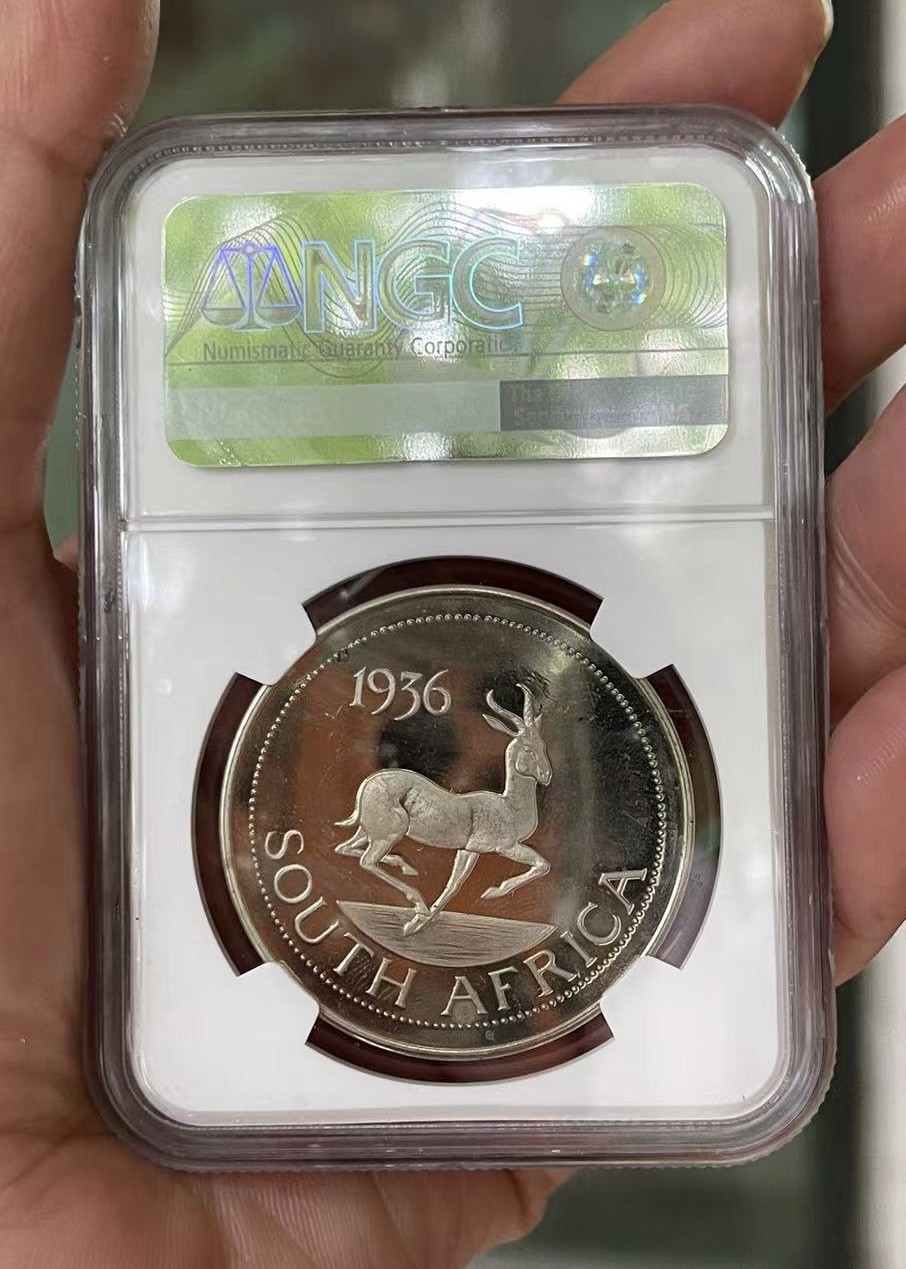 NGC
Numismatic Guaranty Corporation
1936
SOUTH AFRICA